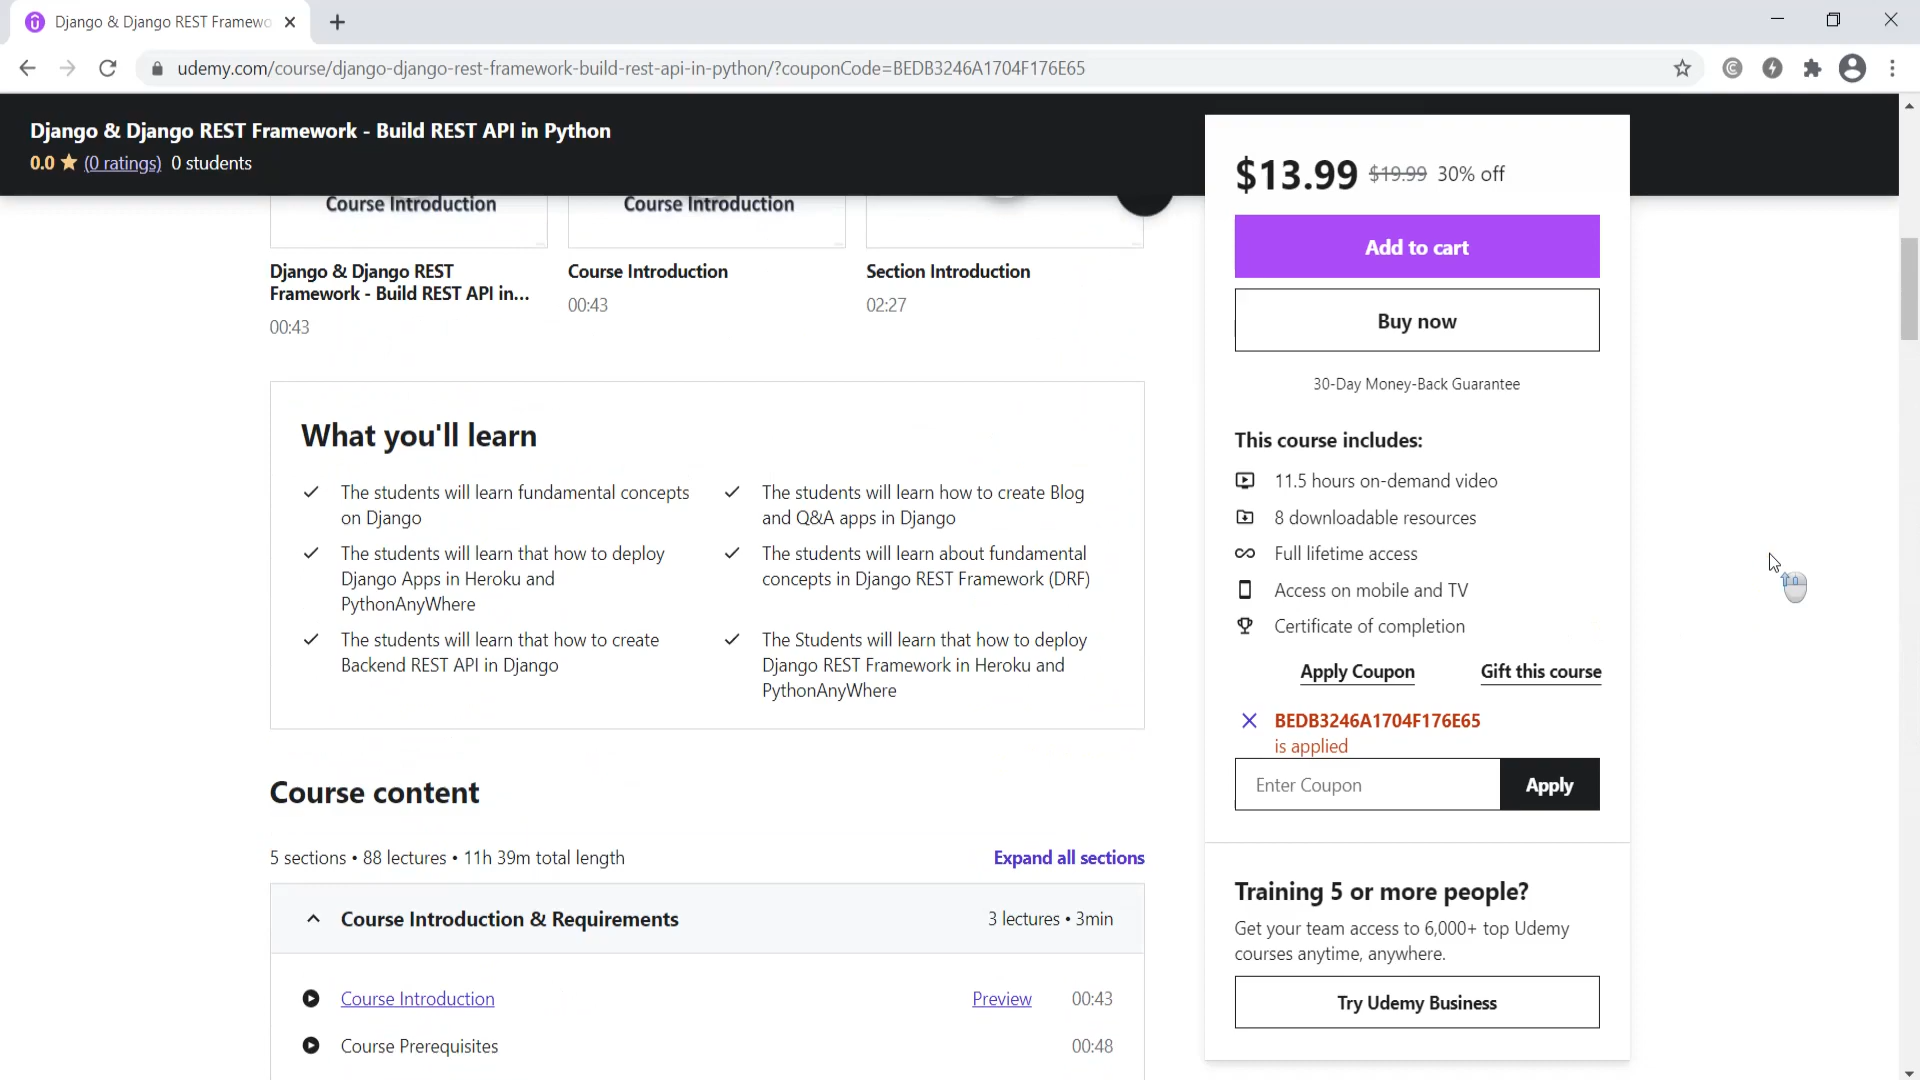 Django & Django REST Framewo
udemy.com/course/django-django-rest-framework-build-rest-api-in-python/?couponCode=BEDB3246A1704F176E65
Django & Django REST Framework - Build REST API in Python
0.0 (0 ratings) 0 students
Course Introduction
Course Introduction
Django & Django REST
Framework - Build REST API in...
00:43
Course Introduction
00:43
Section Introduction
02:27
What you'll learn
The students will learn fundamental concepts
on Django
The students will learn how to create Blog
and Q&A apps in Django
The students will learn that how to deploy
Django Apps in Heroku and
PythonAnyWhere
The students will learn about fundamental
concepts in Django REST Framework (DRF)
The students will learn that how to create
Backend REST API in Django
The Students will learn that how to deploy
Django REST Framework in Heroku and
PythonAnyWhere
Course content
5 sections • 88 lectures • 11h 39m total length
Expand all sections
Course Introduction & Requirements
3 lectures • 3min
Course Introduction
Preview
00:43
Course Prerequisites
00:48
$13.99 $19.99 30% off
Add to cart
Buy now
30-Day Money-Back Guarantee
This course includes:
11.5 hours on-demand video
8 downloadable resources
Full lifetime access
Access on mobile and TV
Certificate of completion
Apply Coupon
Gift this course
BEDB3246A1704F176E65
is applied
Enter Coupon
Apply
Training 5 or more people?
Get your team access to 6,000+ top Udemy
courses anytime, anywhere.
Try Udemy Business